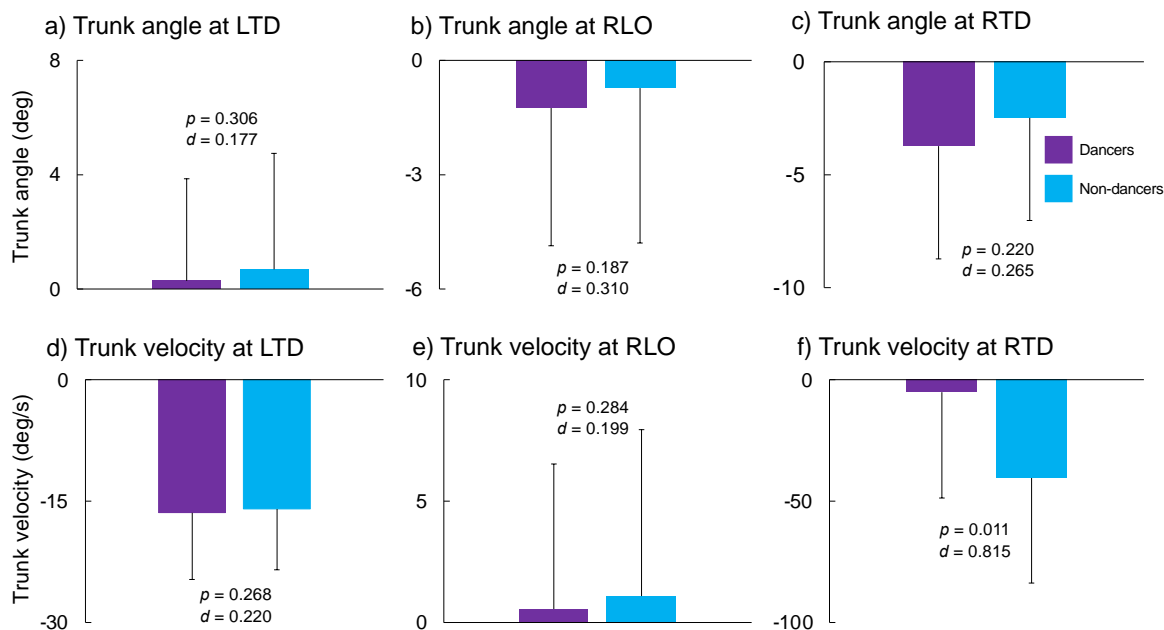 a) Trunk angle at LTD
b) Trunk angle at RLO
c) Trunk angle at RTD
Trunk angle (deg)
8
4
0
p = 0.306
d = 0.177
0
-3
-6
p = 0.187
d = 0.310
0
-5
-10
p = 0.220
d = 0.265
Dancers
Non-dancers
d) Trunk velocity at LTD
e) Trunk velocity at RLO
f) Trunk velocity at RTD
Trunk velocity (deg/s)
0
-15
-30
p = 0.268
d = 0.220
10
5
0
p = 0.284
d = 0.199
0
-50
-100
p = 0.011
d = 0.815